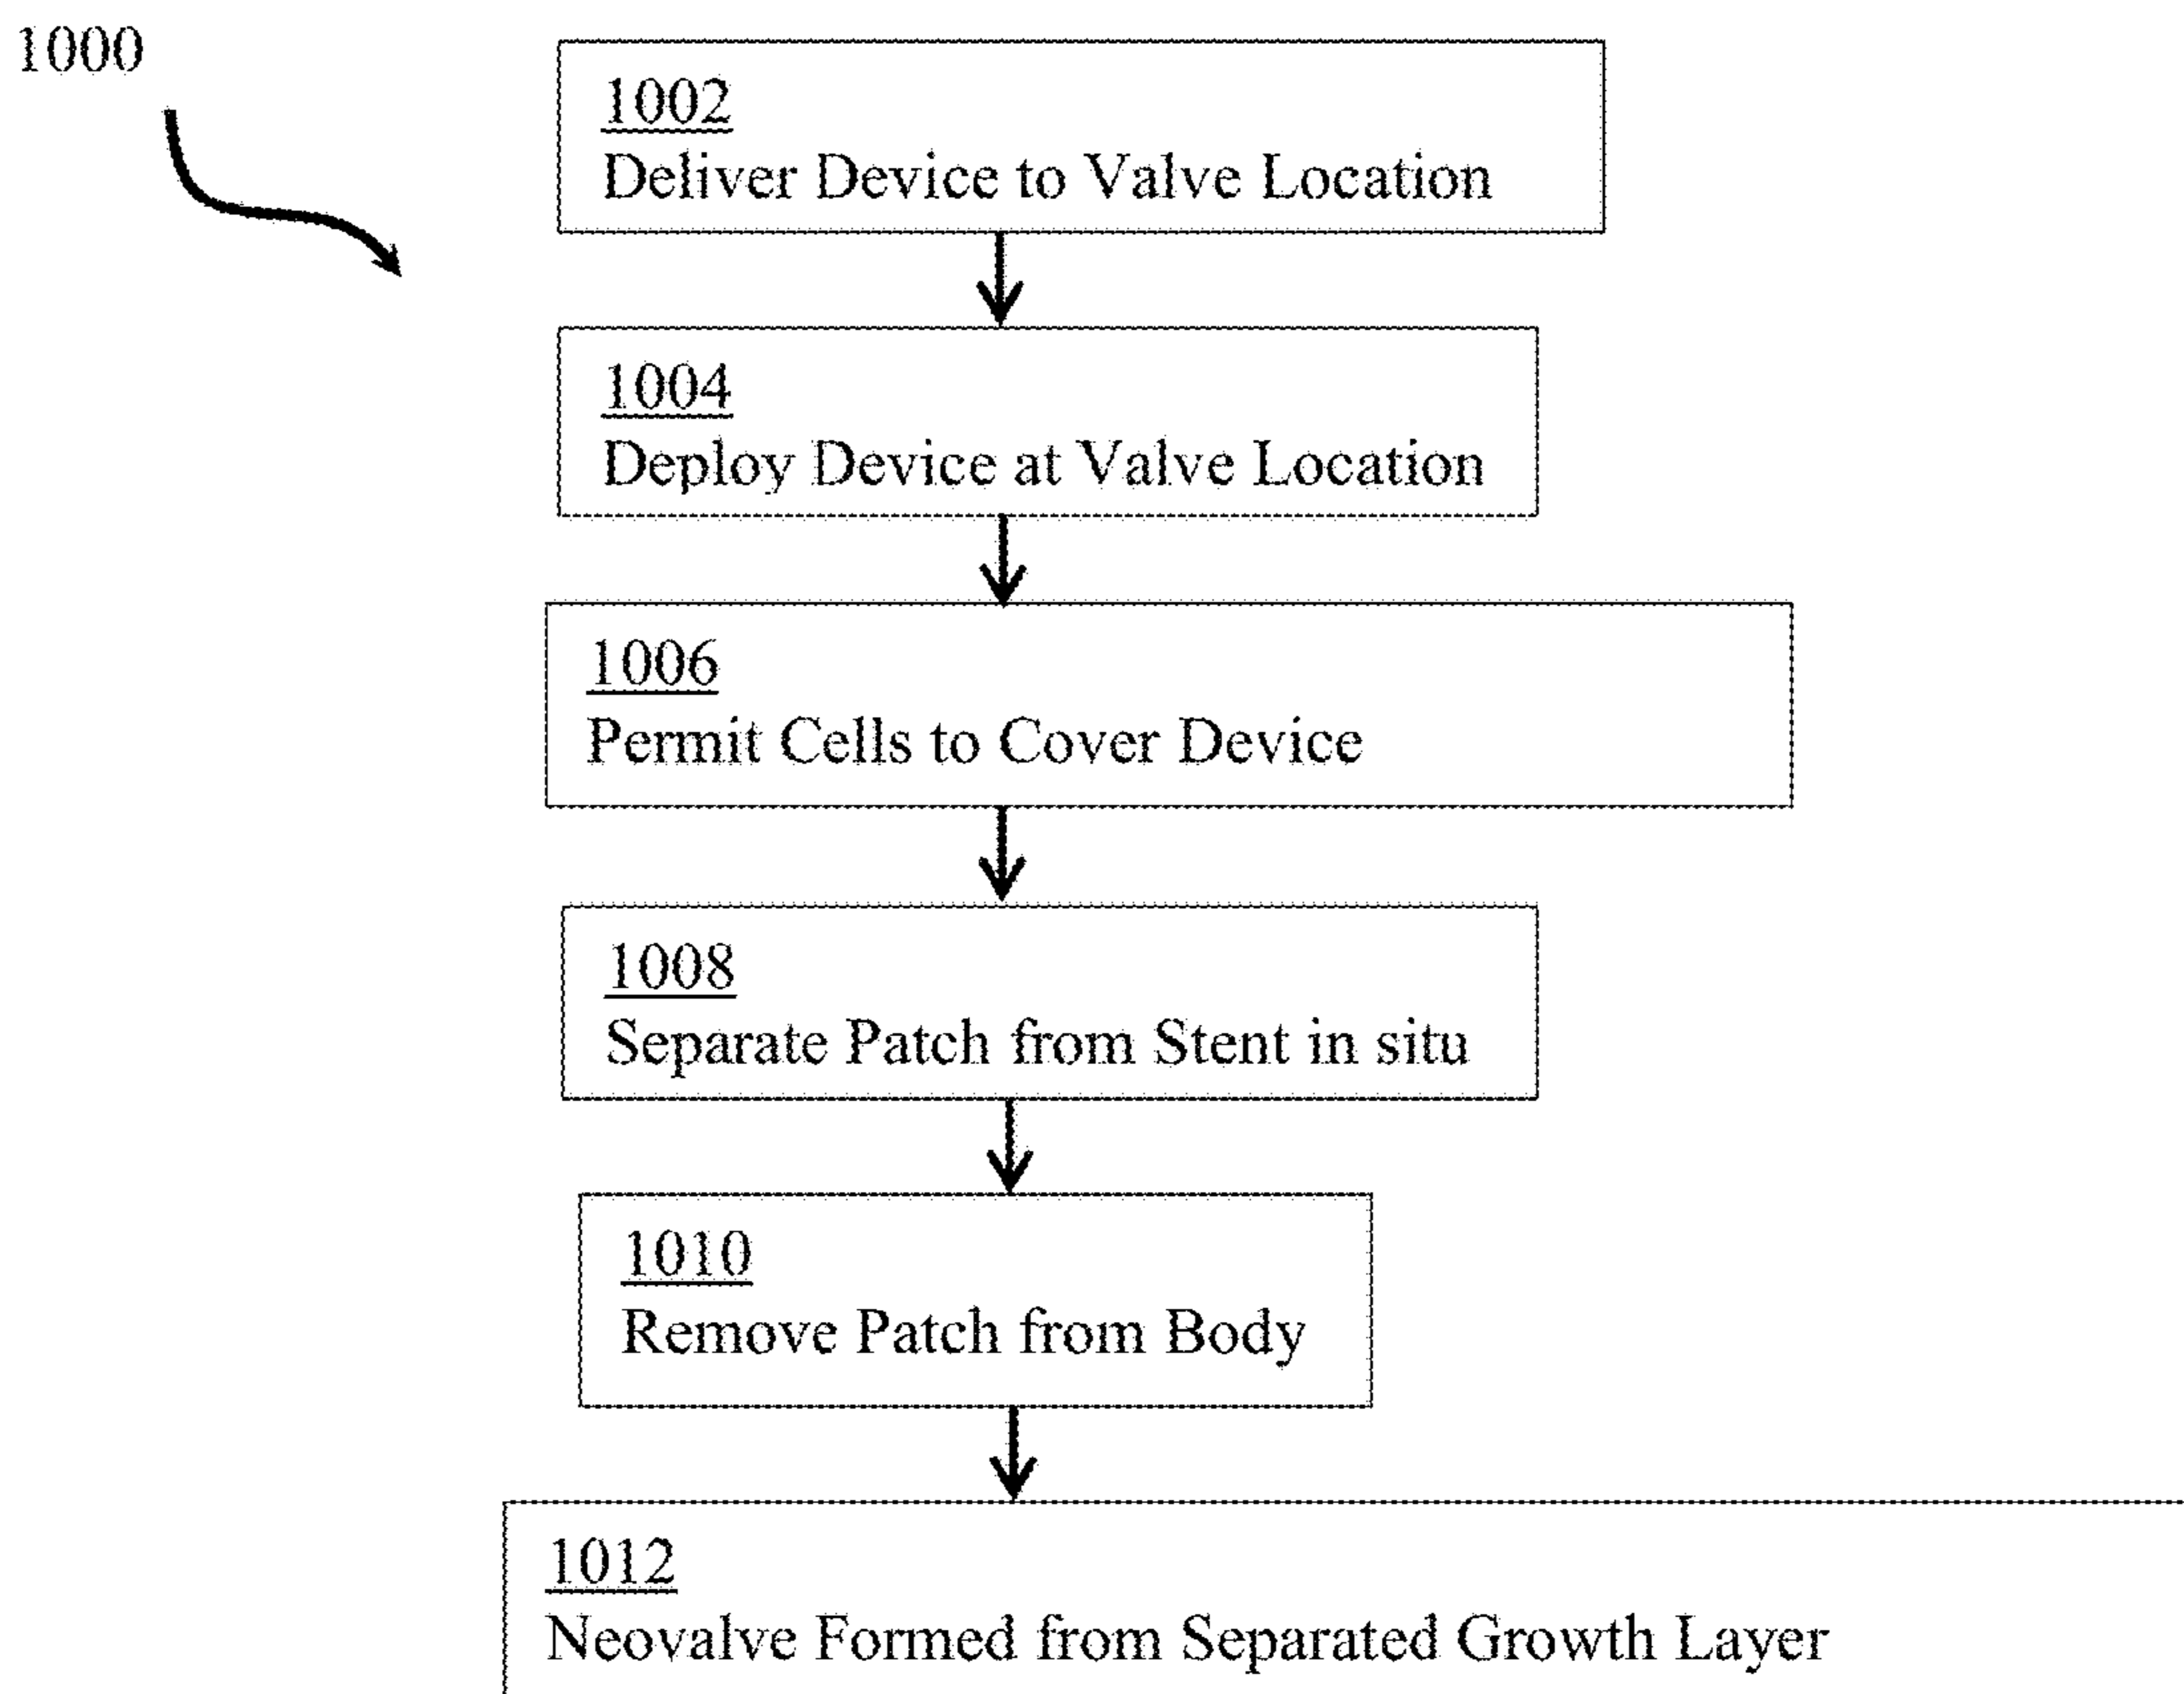 1000
1002
Deliver Device to Valve Location
1004
Deploy Device at Valve Location
1006
Permit Cells to Cover Device
1008
Separate Patch from Stent in situ
1010
Remove Patch from Body
1012
Neovalve Formed from Separated Growth Layer